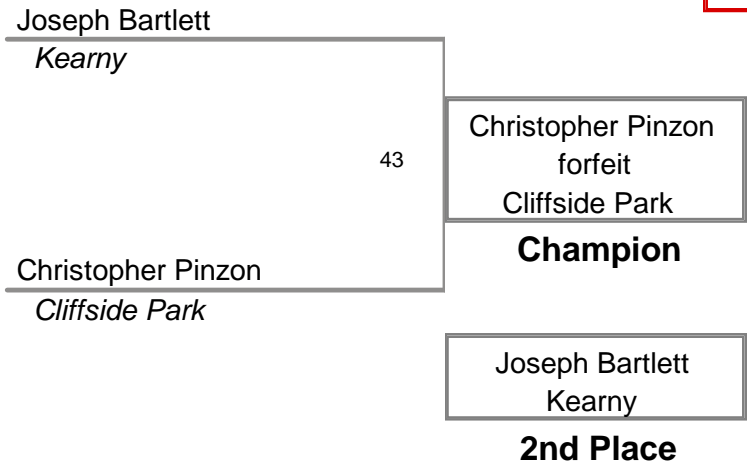 Joseph Bartlett
Kearny
43
Christopher Pinzon
forfeit
Cliffside Park
Champion
Christopher Pinzon
Cliffside Park
Joseph Bartlett
Kearny
2nd Place